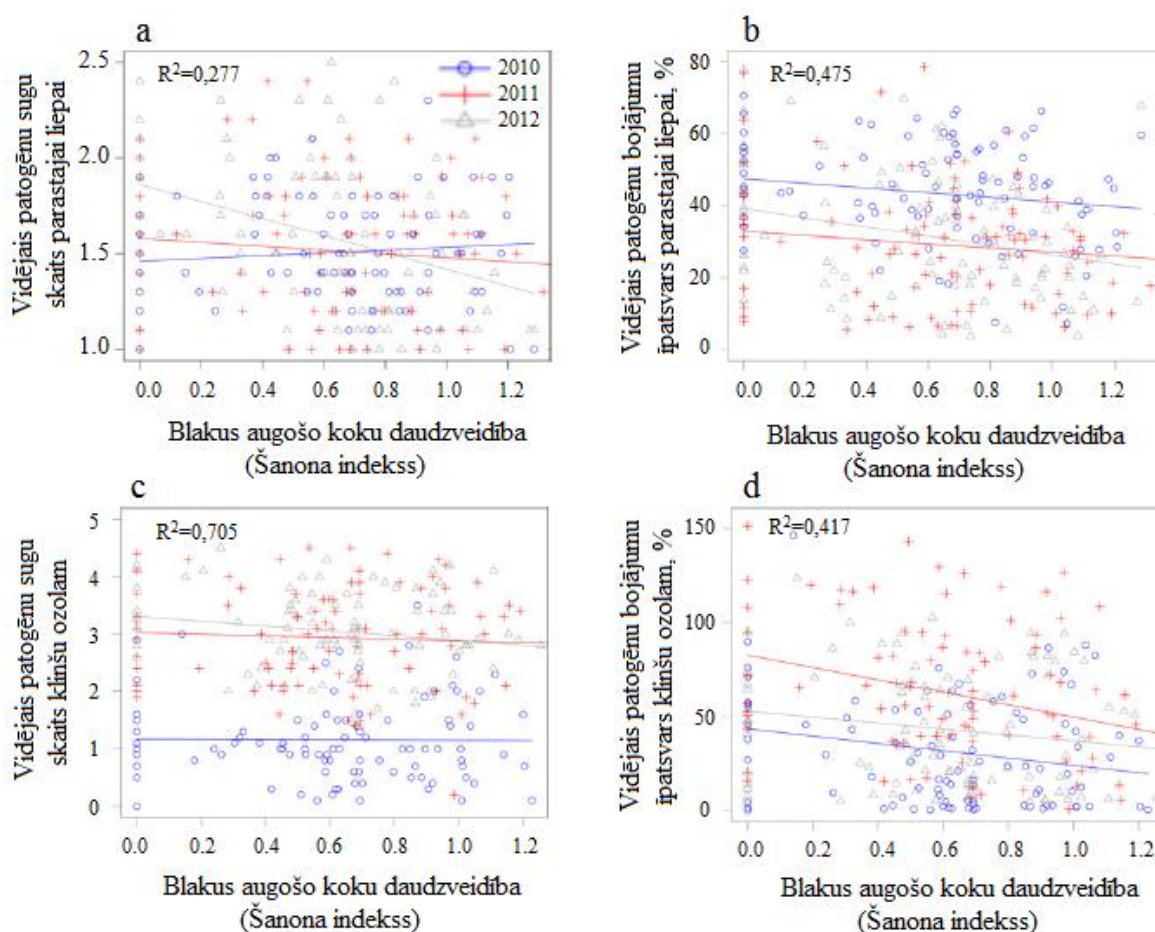 a
Vidējais patogēnu sugu
skaits parastajai liepai
2.5
2.0
1.5
1.0
R²=0,277
2010
2011
2012
0.0 0.2 0.4 0.6 0.8 1.0 1.2
Blakus augošo koku daudzveidība
(Šanona indekss)
b
Vidējais patogēnu bojājumu
īpatsvars parastajai liepai, %
80
60
40
20
0
R²=0,475
0.0 0.2 0.4 0.6 0.8 1.0 1.2
Blakus augošo koku daudzveidība
(Šanona indekss)
c
Vidējais patogēnu sugu
skaits klinšu ozolam
5
4
3
2
1
0
R²=0,705
0.0 0.2 0.4 0.6 0.8 1.0 1.2
Blakus augošo koku daudzveidība
(Šanona indekss)
d
Vidējais patogēnu bojājumu
īpatsvars klinšu ozolam, %
150
100
50
0
R²=0,417
0.0 0.2 0.4 0.6 0.8 1.0 1.2
Blakus augošo koku daudzveidība
(Šanona indekss)